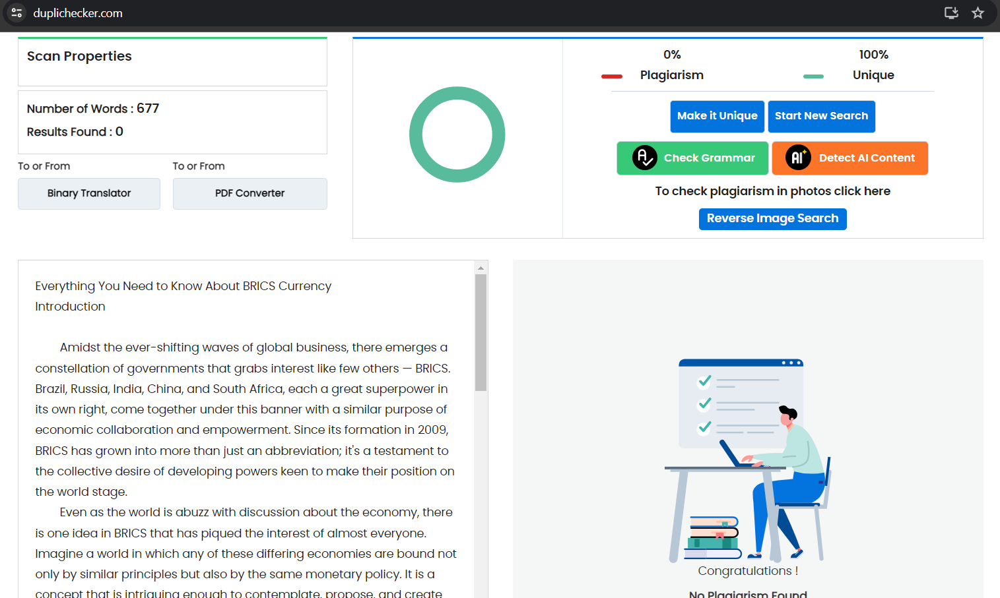 duplichecker.com
Scan Properties
Number of Words : 677
Results Found : 0
To or From
To or From
Binary Translator
PDF Converter
0%
Plagiarism
100%
Unique
Make it Unique
Start New Search
A
Check Grammar
AI
Detect AI Content
To check plagiarism in photos click here
Reverse Image Search
Everything You Need to Know About BRICS Currency
Introduction
Amidst the ever-shifting waves of global business, there emerges a
constellation of governments that grabs interest like few others — BRICS.
Brazil, Russia, India, China, and South Africa, each a great superpower in
its own right, come together under this banner with a similar purpose of
economic collaboration and empowerment. Since its formation in 2009,
BRICS has grown into more than just an abbreviation; it's a testament to
the collective desire of developing powers keen to make their position on
the world stage.
Even as the world is abuzz with discussion about the economy, there
is one idea in BRICS that has piqued the interest of almost everyone.
Imagine a world in which any of these differing economies are bound not
only by similar principles but also by the same monetary policy. It is a
concept that is intriguing enough to contemplate, propose, and create
Congratulations !
No Plagiarism Found